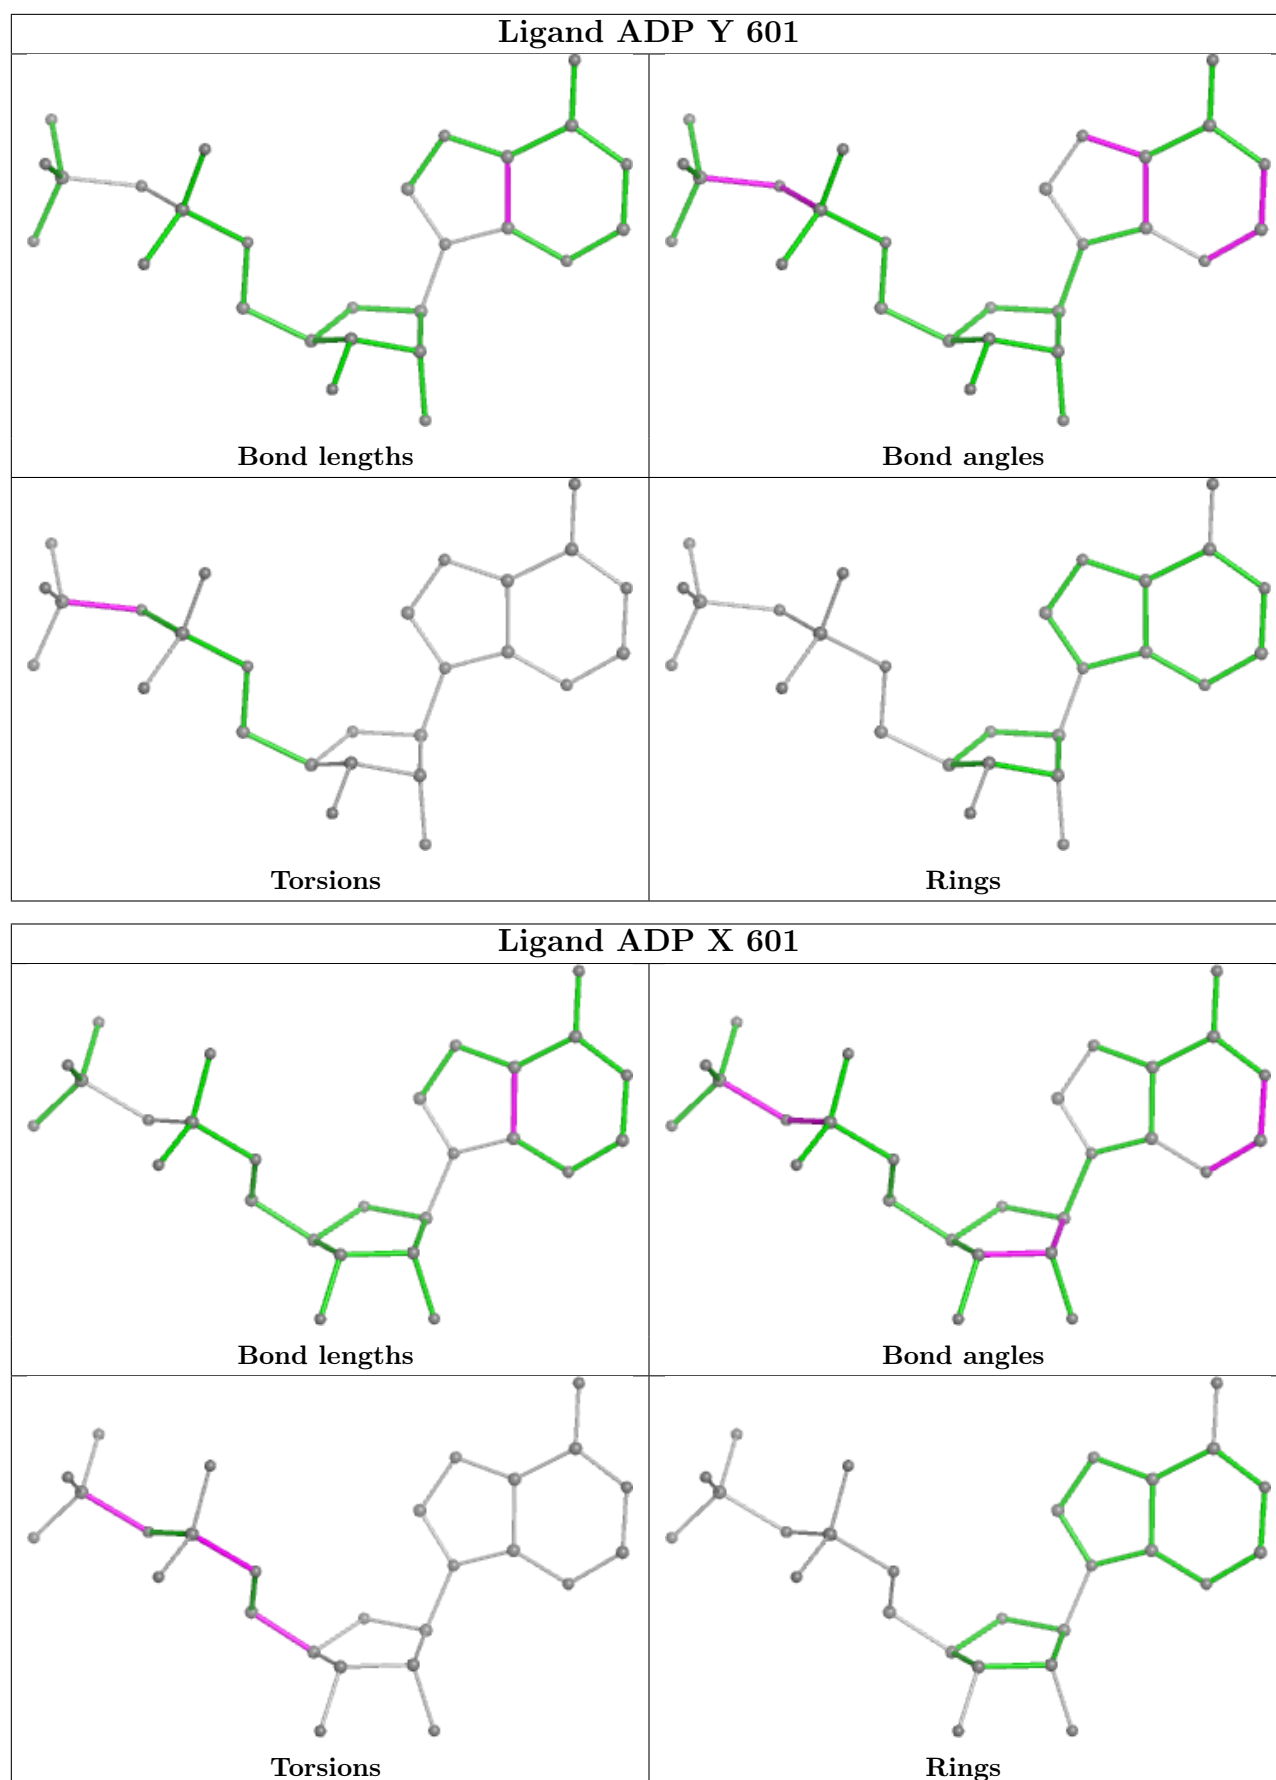 Ligand ADP Y 601
Bond lengths
Bond angles
Torsions
Rings
Ligand ADP X 601
Bond lengths
Bond angles
Torsions
Rings